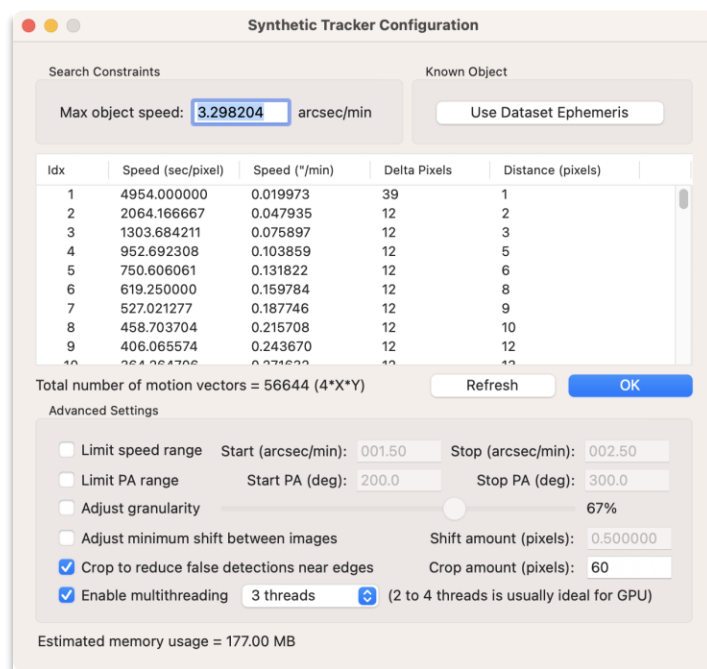 Synthetic Tracker Configuration
Search Constraints
Known Object
Max object speed: 3.298204 arcsec/min
Use Dataset Ephemeris
Idx Speed (sec/pixel) Speed ("/min) Delta Pixels Distance (pixels)
1 4954.000000 0.019973 39 1
2 2064.166667 0.047935 12 2
3 1303.684211 0.075897 12 3
4 952.692308 0.103859 12 5
5 750.606061 0.131822 12 6
6 619.250000 0.159784 12 8
7 527.021277 0.187746 12 9
8 458.703704 0.215708 12 10
9 406.065574 0.243670 12 12
Total number of motion vectors = 56644 (4*X*Y) Refresh OK
Advanced Settings
Limit speed range Start (arcsec/min): 001.50 Stop (arcsec/min): 002.50
Limit PA range Start PA (deg): 200.0 Stop PA (deg): 300.0
Adjust granularity 67%
Adjust minimum shift between images Shift amount (pixels): 0.500000
Crop to reduce false detections near edges Crop amount (pixels): 60
Enable multithreading 3 threads (2 to 4 threads is usually ideal for GPU)
Estimated memory usage = 177.00 MB